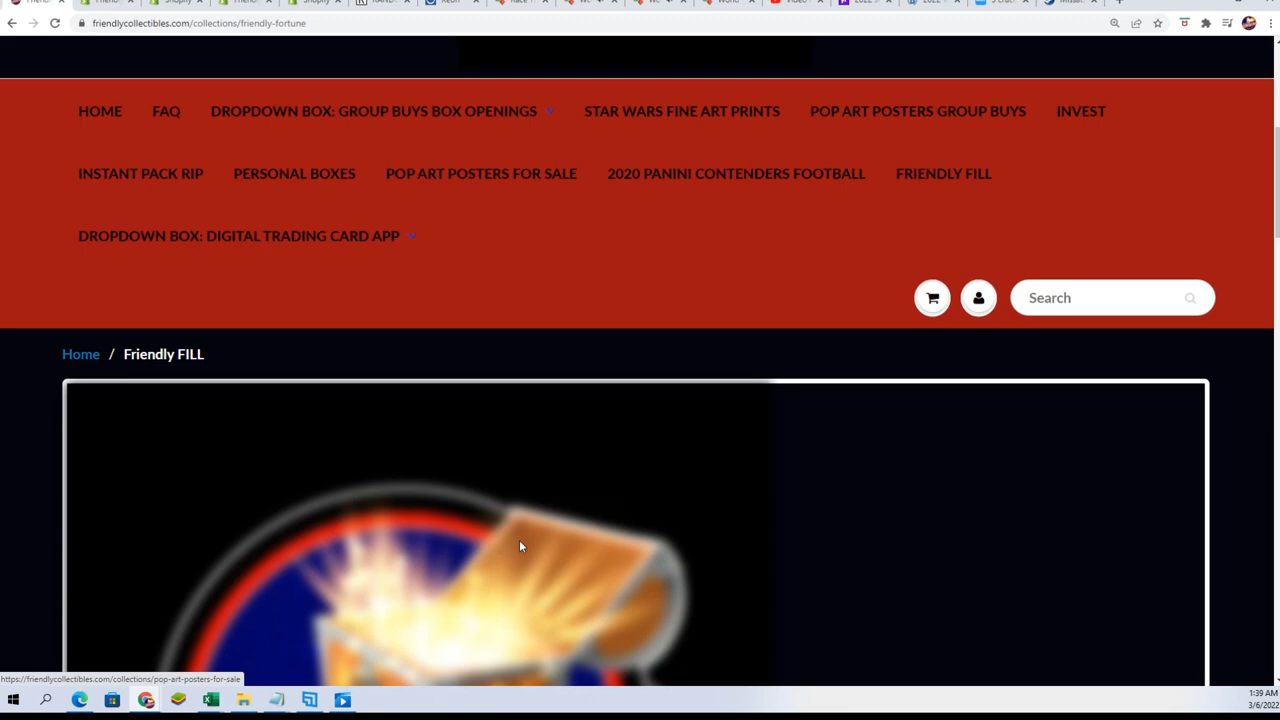 Shopify
Shopify
friendlycollectibles.com/collections/friendly-fortune
HOME FAQ DROPDOWN BOX: GROUP BUYS BOX OPENINGS STAR WARS FINE ART PRINTS POP ART POSTERS GROUP BUYS INVEST
INSTANT PACK RIP PERSONAL BOXES POP ART POSTERS FOR SALE 2020 PANINI CONTENDERS FOOTBALL FRIENDLY FILL
DROPDOWN BOX: DIGITAL TRADING CARD APP
Search
Home / Friendly FILL
https://friendlycollectibles.com/collections/pop-art-posters-for-sale
1:39 AM
3/6/2022